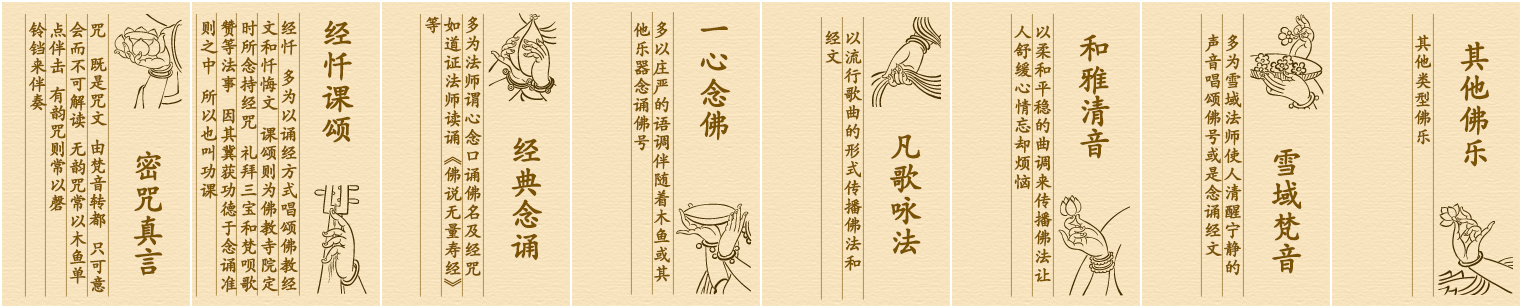 密咒真言
咒　既是咒文　由梵音转都　只可意
会而不可解读　无韵咒常以木鱼单
点伴击　有韵咒则常以磬
铃铛来伴奏
经忏课颂
经忏　多为以诵经方式唱颂佛教经
文和忏悔文　课颂则为佛教寺院定
时所念持经咒　礼拜三宝和梵呗歌
赞等法事　因其冀获功德于念诵准
则之中　所以也叫功课
经典念诵
多为法师谓心念口诵佛名及经咒
如道证法师读诵《佛说无量寿经》
等
一心念佛
多以庄严的语调伴随着木鱼或其
他乐器念诵佛号
凡歌咏法
以流行歌曲的形式传播佛法和
经文
和雅清音
以柔和平稳的曲调来传播佛法让
人舒缓心情忘却烦恼
雪域梵音
多为雪域法师使人清醒宁静的
声音唱颂佛号或是念诵经文
其他佛乐
其他类型佛乐